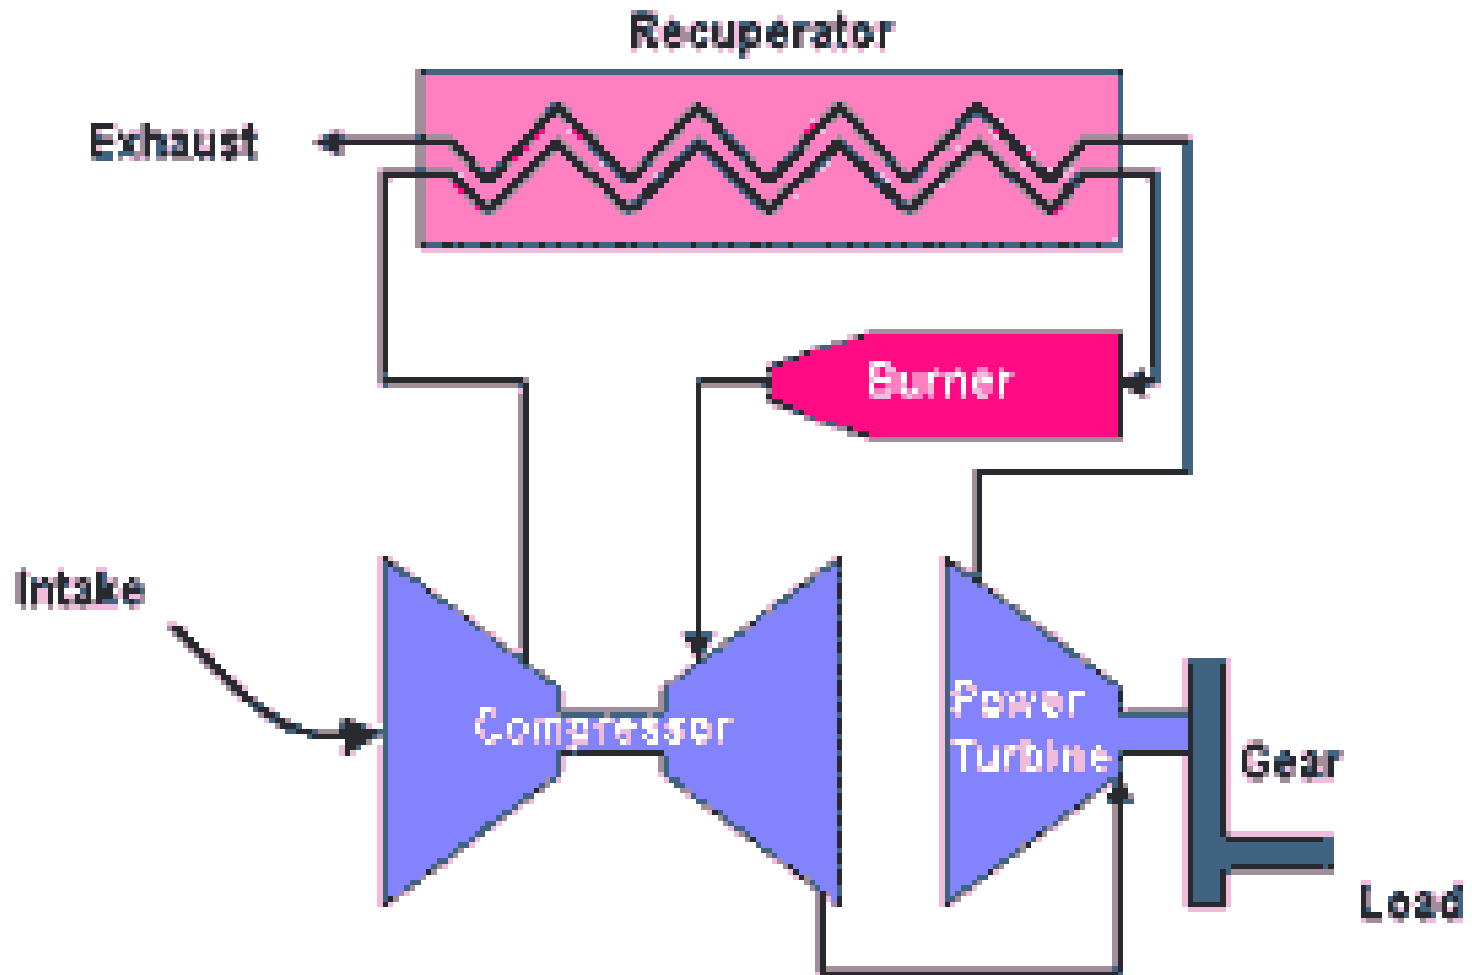 Recuperator
Exhaust
Burner
Intake
Compressor
Power
Turbine
Gear
Load